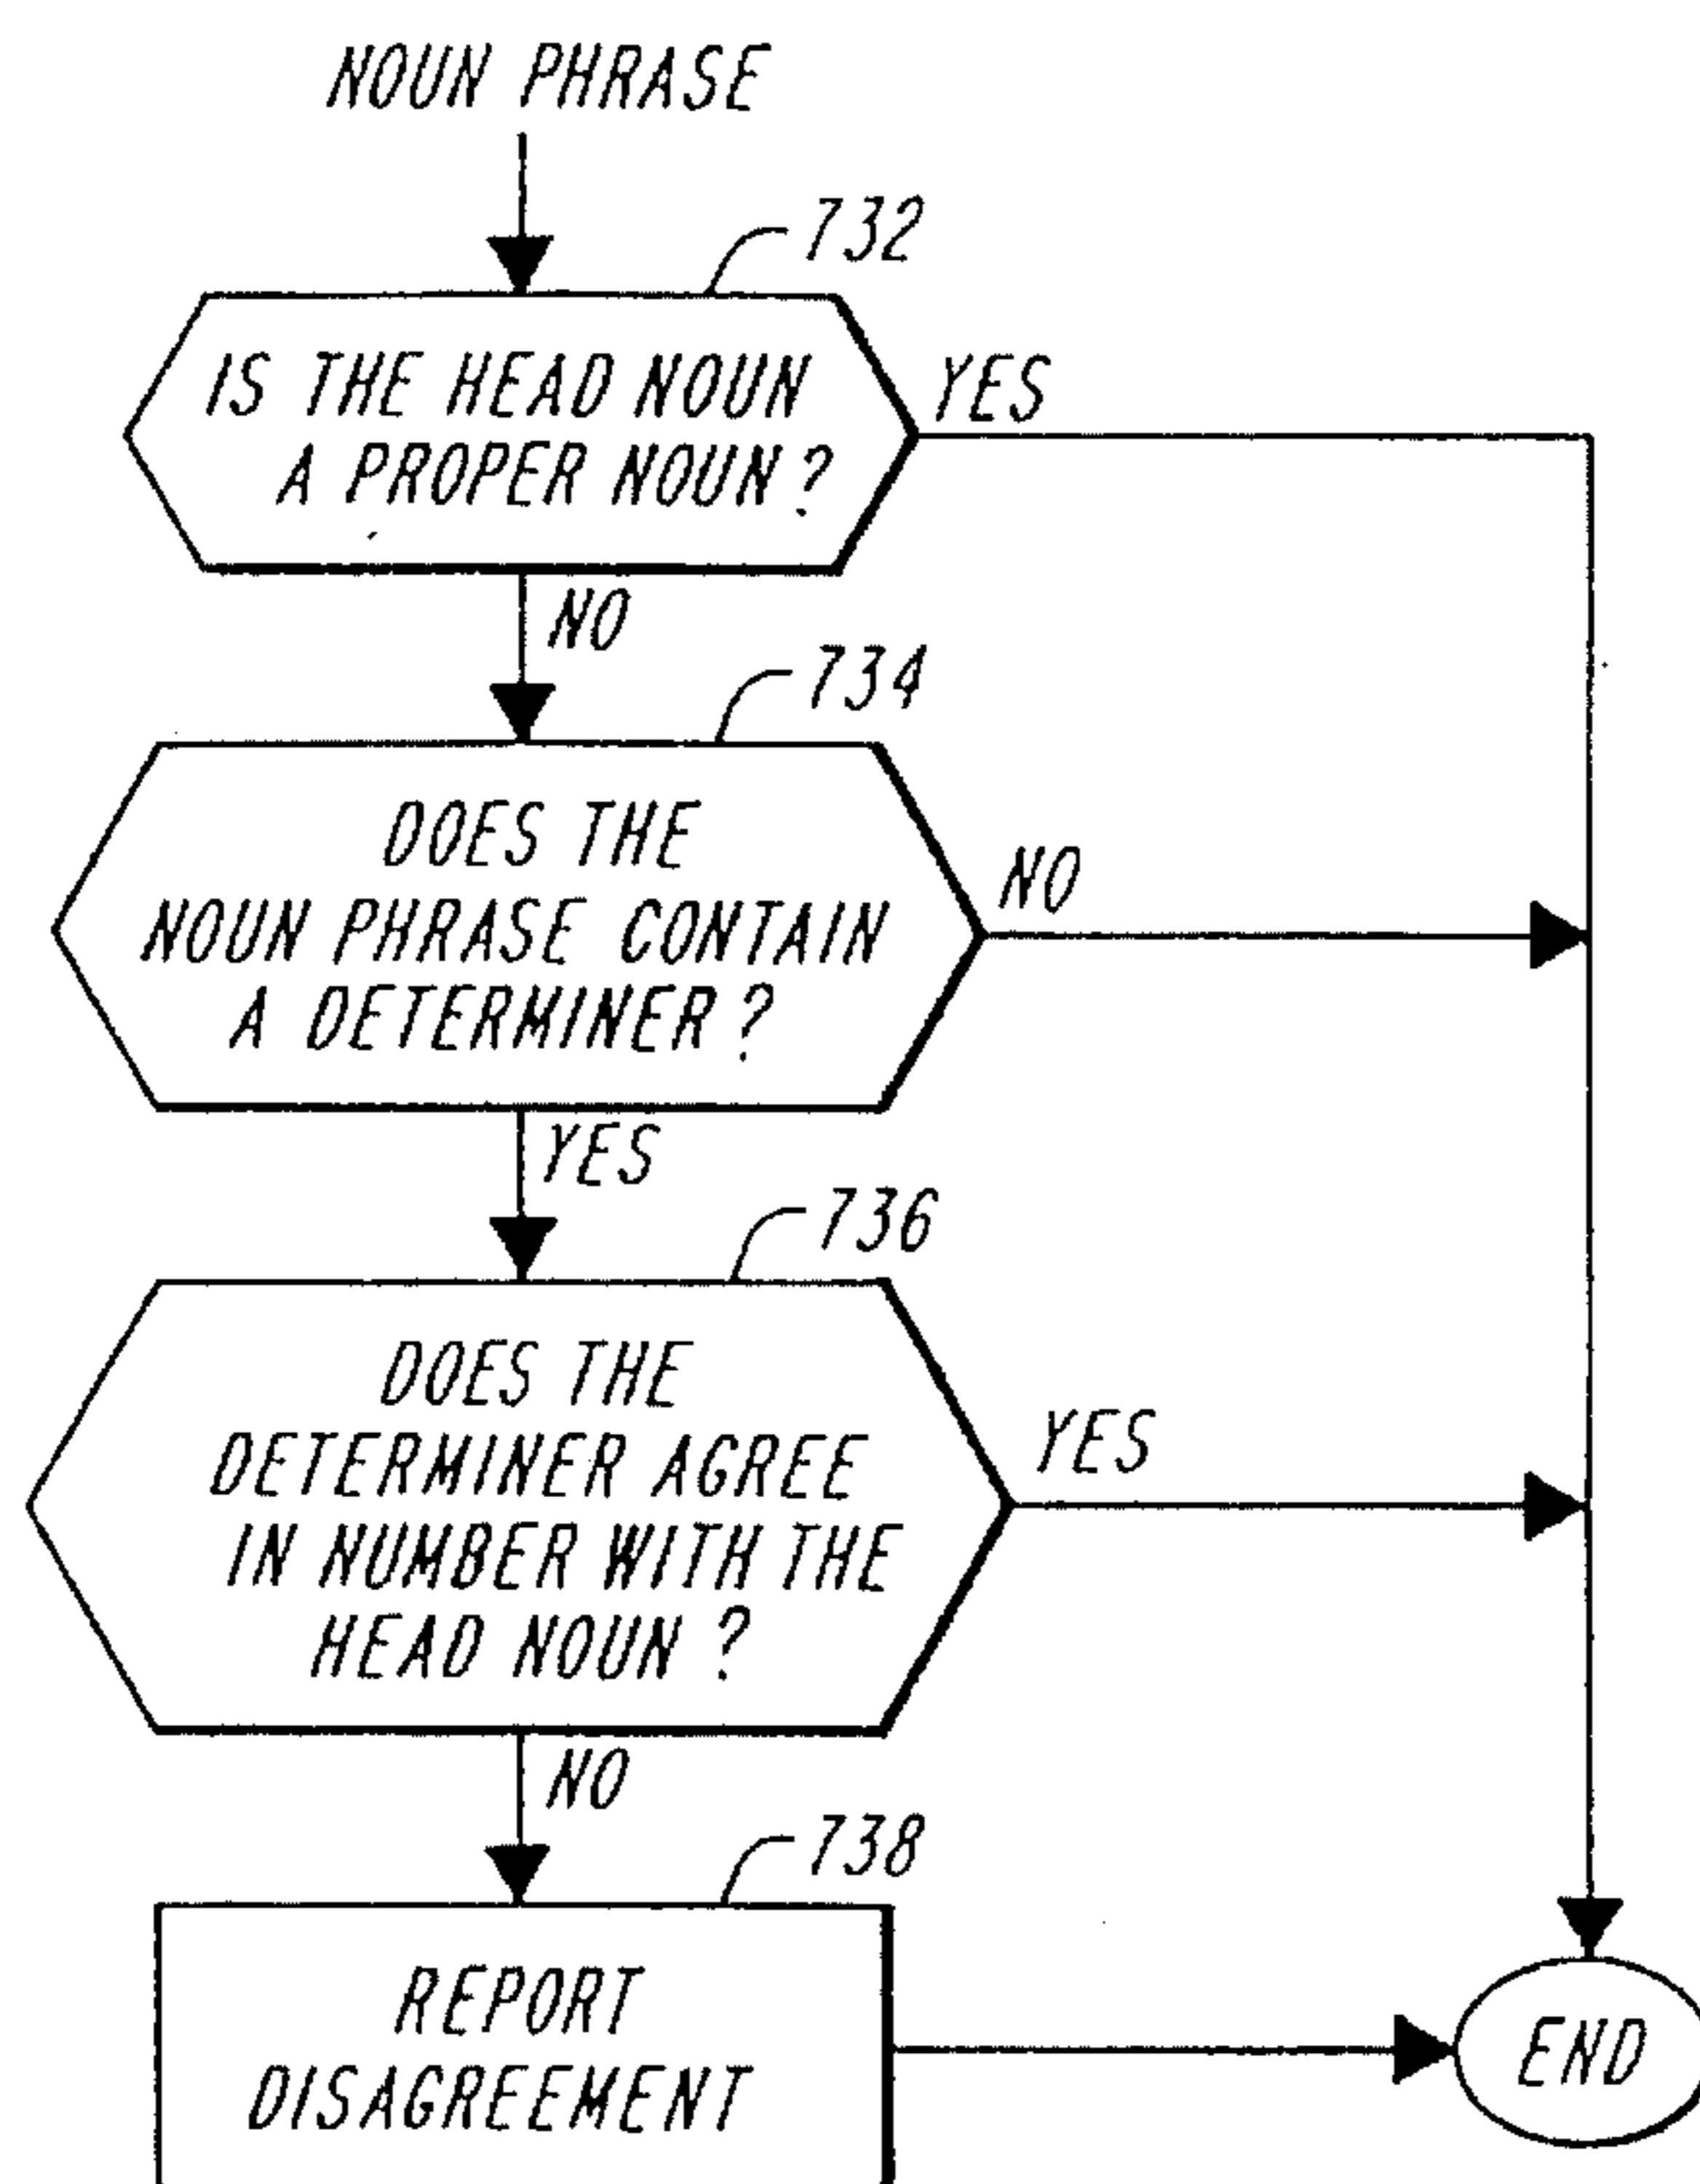 NOUN PHRASE
732
IS THE HEAD NOUN
A PROPER NOUN?
YES
NO
734
DOES THE
NOUN PHRASE CONTAIN
A DETERMINER?
NO
YES
736
DOES THE
DETERMINER AGREE
IN NUMBER WITH THE
HEAD NOUN?
YES
NO
738
REPORT
DISAGREEMENT
END